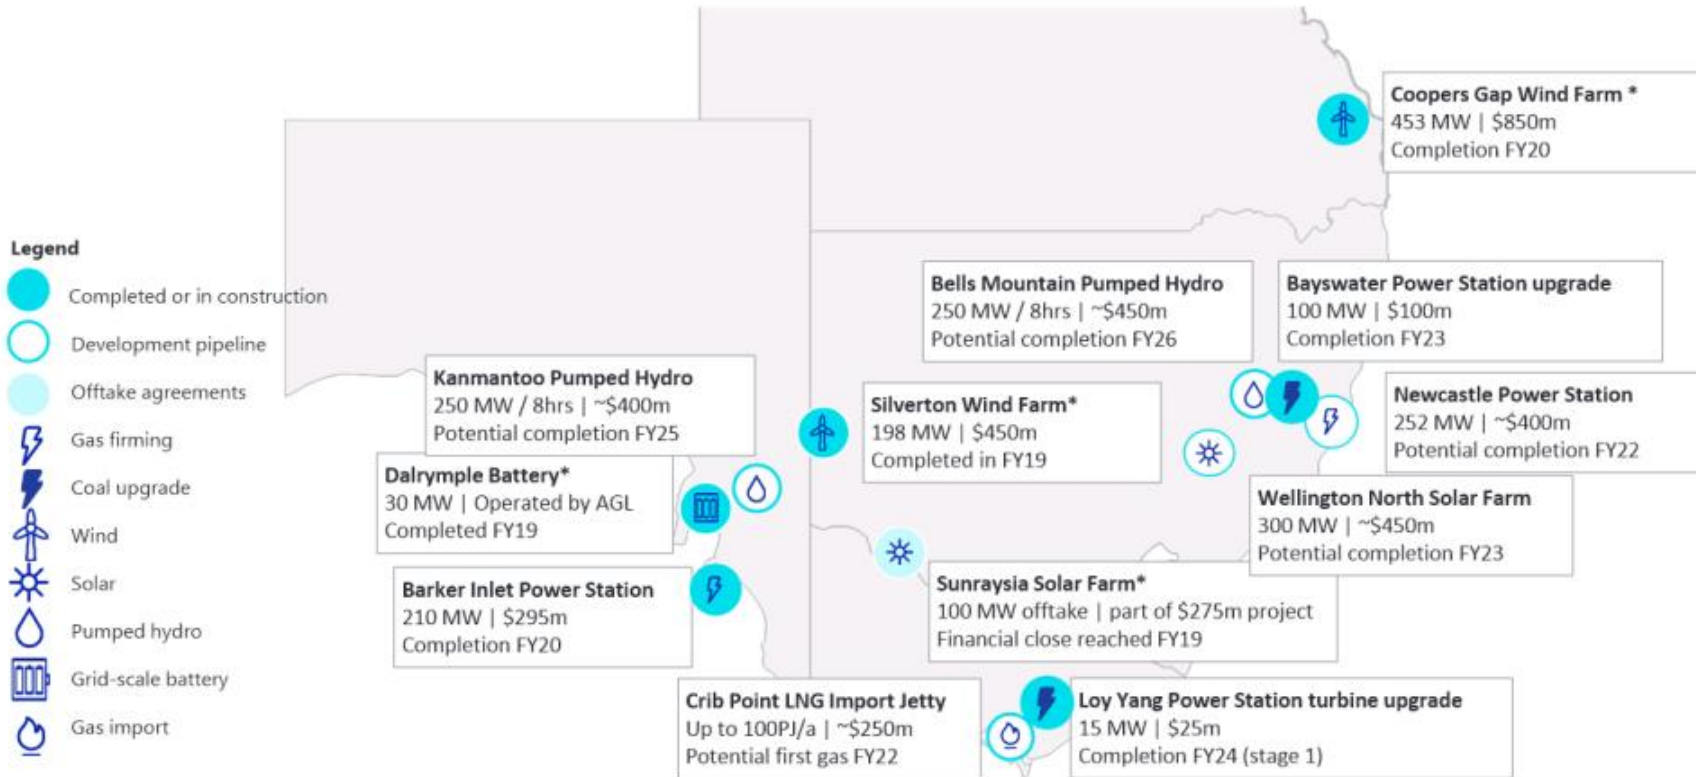 Coopers Gap Wind Farm *
453 MW | $850m
Completion FY20
Legend
Completed or in construction
Development pipeline
Offtake agreements
Gas firming
Coal upgrade
Wind
Solar
Pumped hydro
Grid-scale battery
Gas import
Bells Mountain Pumped Hydro
250 MW / 8hrs | ~$450m
Potential completion FY26
Bayswater Power Station upgrade
100 MW | $100m
Completion FY23
Kanmantoo Pumped Hydro
250 MW / 8hrs | ~$400m
Potential completion FY25
Silverton Wind Farm*
198 MW | $450m
Completed in FY19
Newcastle Power Station
252 MW | ~$400m
Potential completion FY22
Dalrymple Battery*
30 MW | Operated by AGL
Completed FY19
Wellington North Solar Farm
300 MW | ~$450m
Potential completion FY23
Barker Inlet Power Station
210 MW | $295m
Completion FY20
Sunraysia Solar Farm*
100 MW offtake | part of $275m project
Financial close reached FY19
Crib Point LNG Import Jetty
Up to 100PJ/a | ~$250m
Potential first gas FY22
Loy Yang Power Station turbine upgrade
15 MW | $25m
Completion FY24 (stage 1)